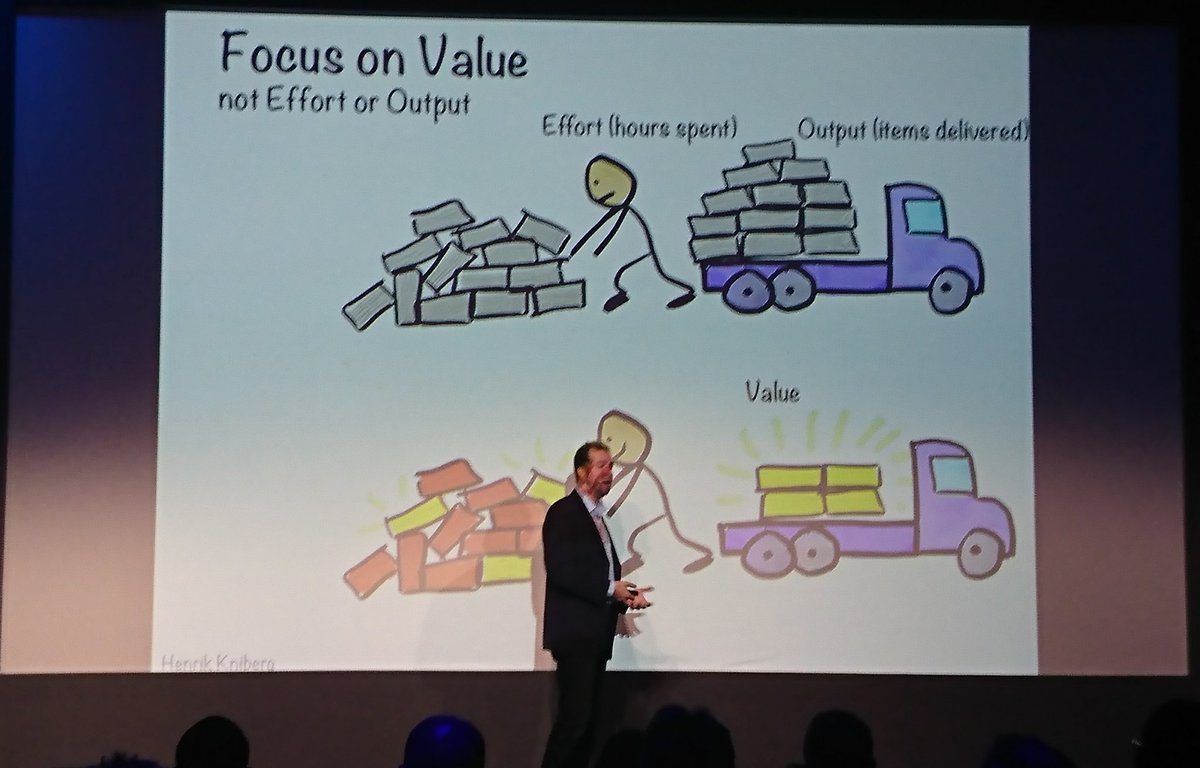 Focus on Value
not Effort or Output
Effort (hours spent)
Output (items delivered)
Value
Henrik Kniberg